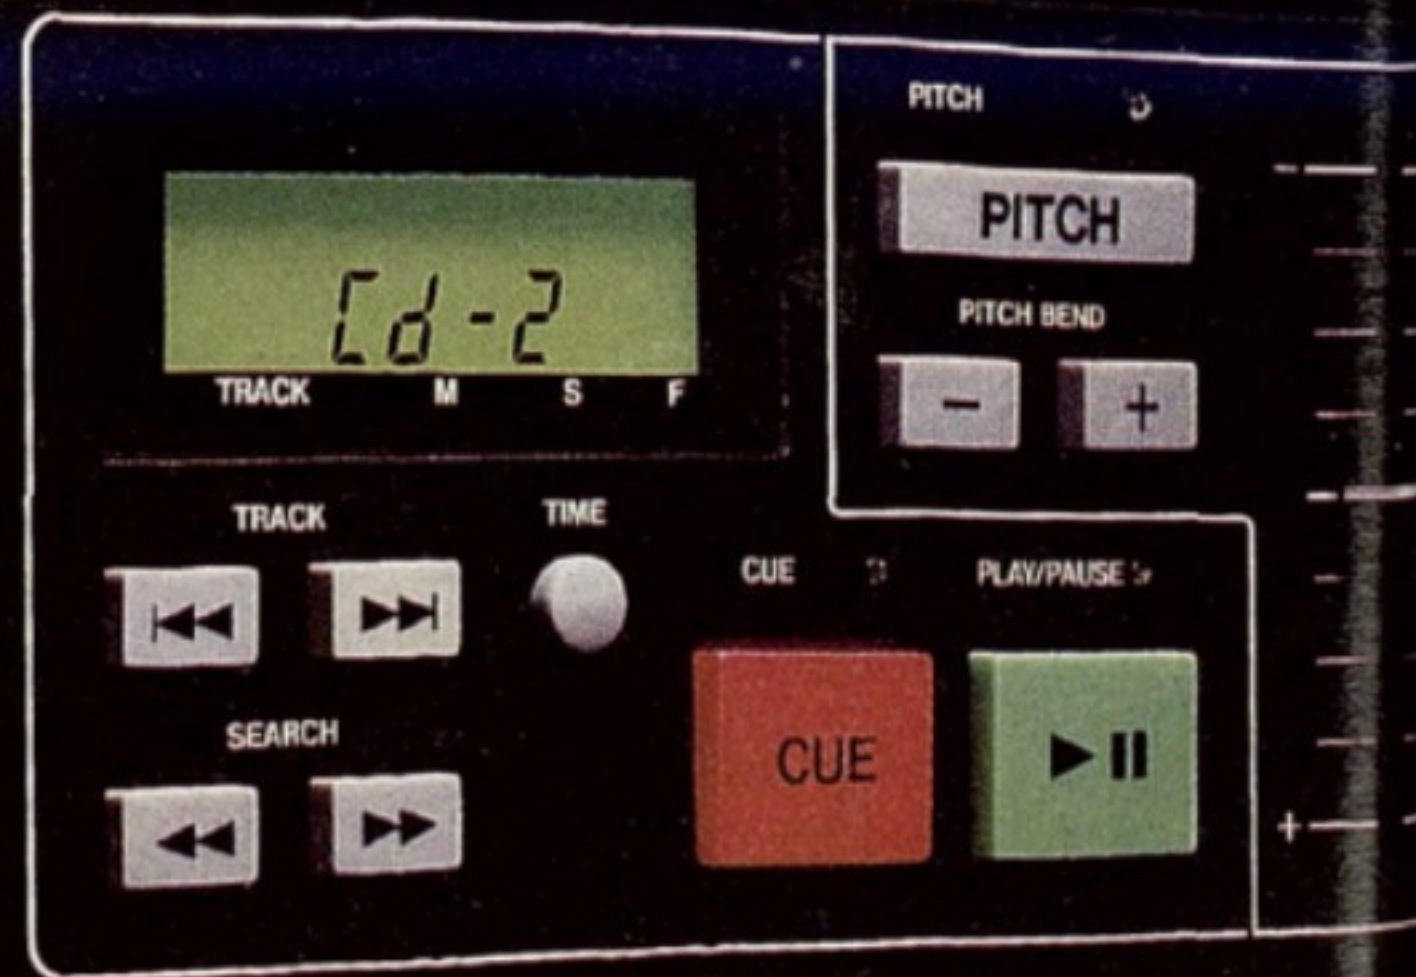 PITCH
PITCH
Cd-2
PITCH BEND
- +
TRACK M S F
TRACK TIME
CUE PLAY/PAUSE
SEARCH
CUE
+